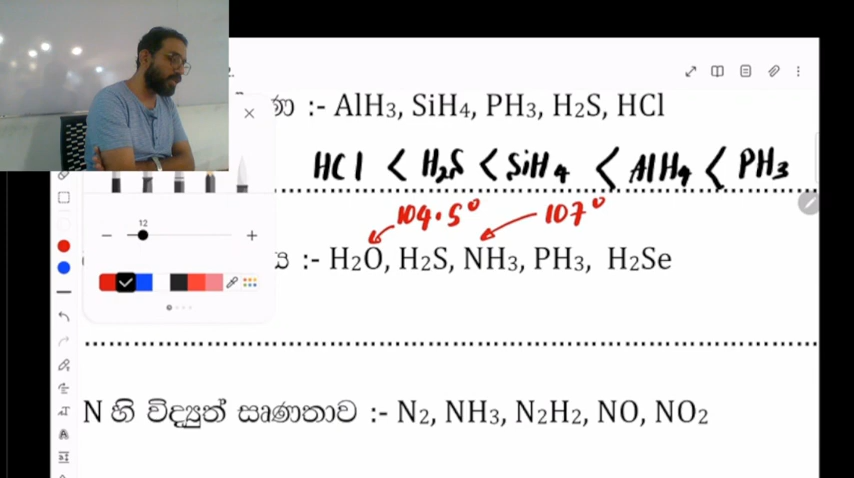 :- AlH3, SiH4, PH3, H2S, HCl
HCl < H2S < SiH4 < AlH4 < PH3
104.5° 107°
12
:- H2O, H2S, NH3, PH3, H2Se
N හි විද්‍යුත් සෘණතාව :- N2, NH3, N2H2, NO, NO2